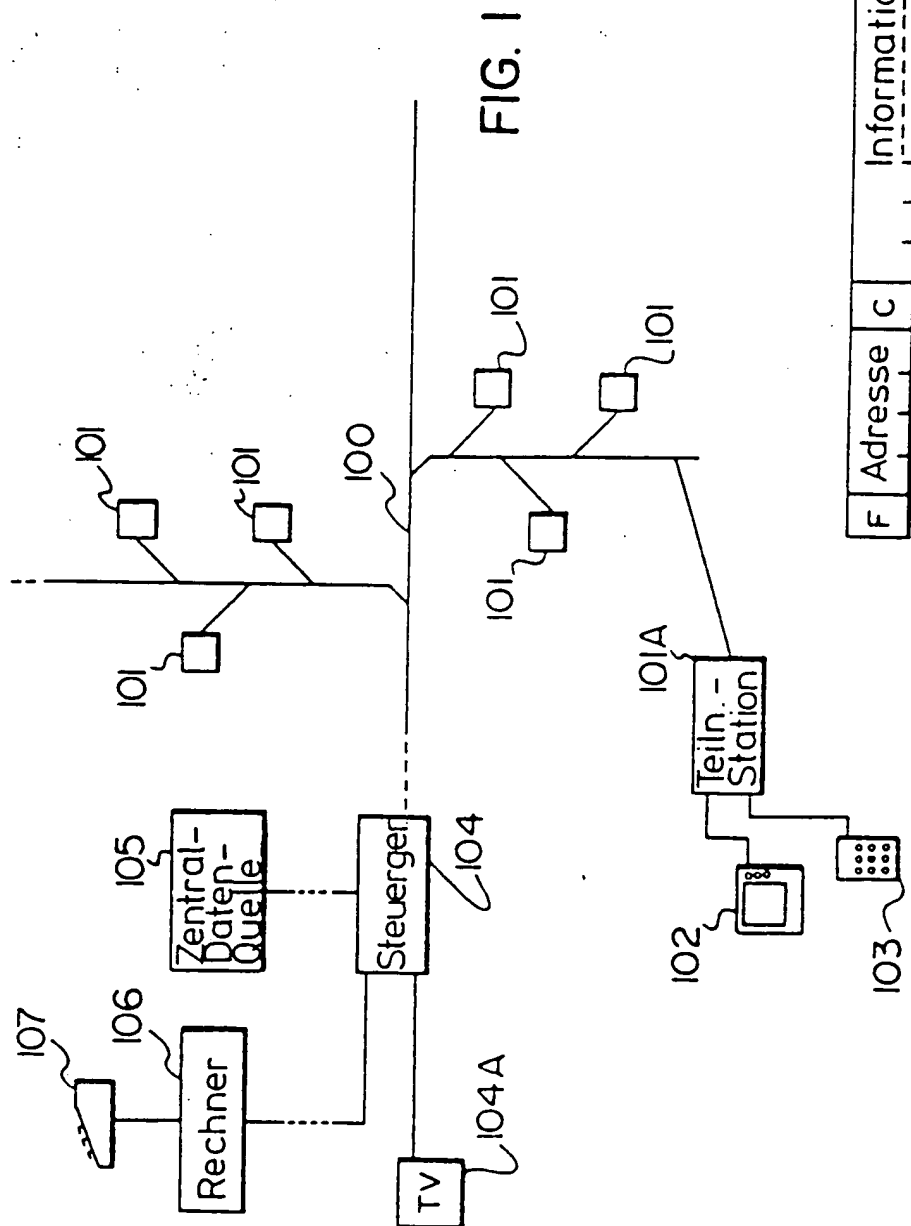 107
106
Rechner
105
Zentral-
Daten-
Quelle
Steuerger
104
TV
104A
101
101
101
100
101
101
101
101A
Teiln.-
Station
102
103
FIG. 1
F Adresse C Informatio